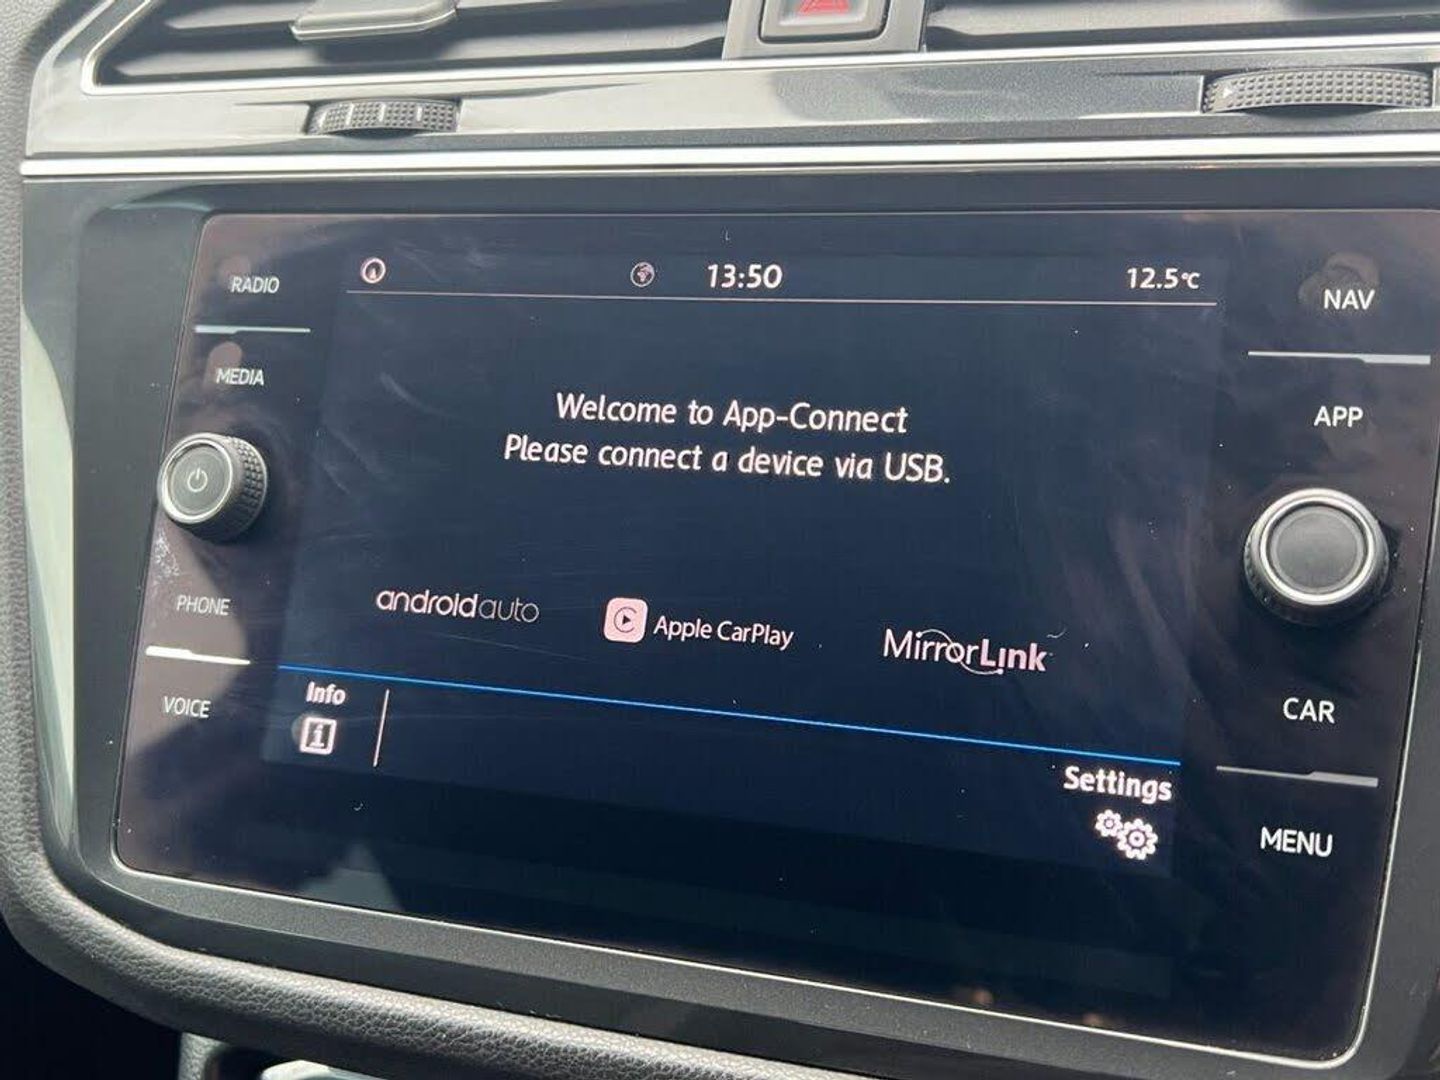 RADIO
MEDIA
PHONE
VOICE
13:50
12.5°C
Welcome to App-Connect
Please connect a device via USB.
androidauto
Apple CarPlay
MirrorLink
Info
Settings
NAV
APP
CAR
MENU